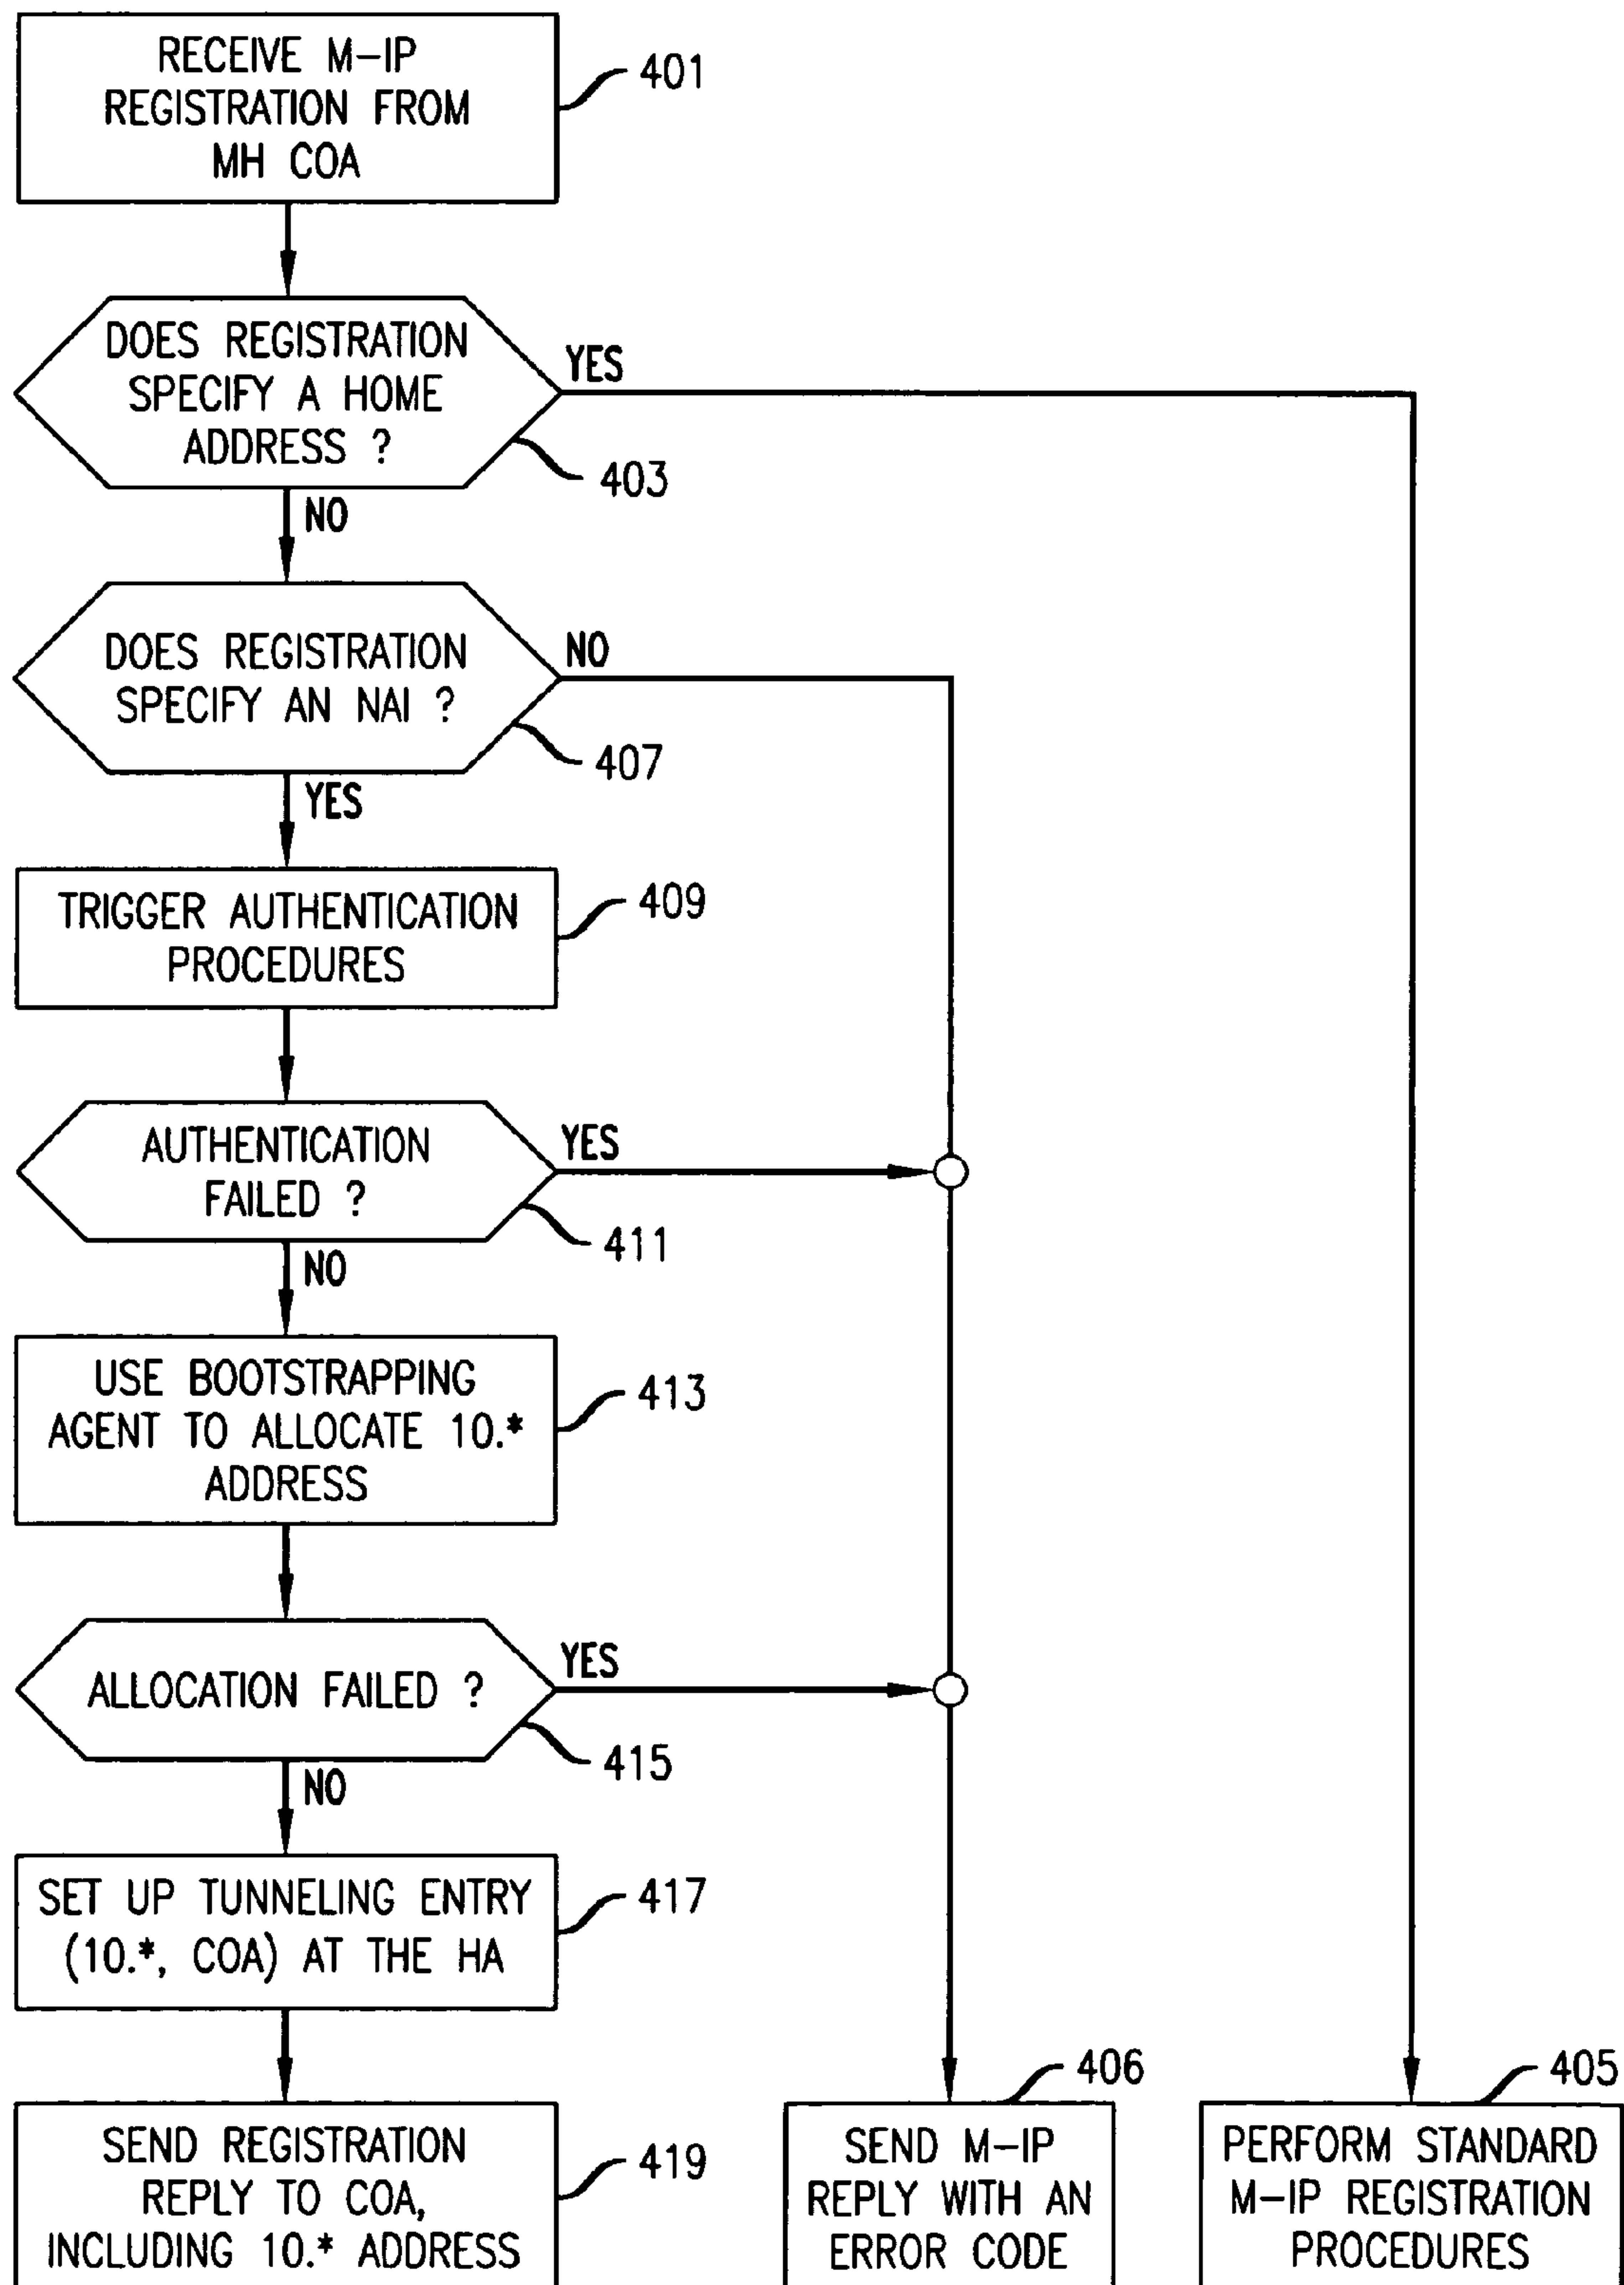 RECEIVE M-IP
REGISTRATION FROM
MH COA
401
DOES REGISTRATION
SPECIFY A HOME
ADDRESS ?
YES
403
NO
DOES REGISTRATION
SPECIFY AN NAI ?
NO
407
YES
TRIGGER AUTHENTICATION
PROCEDURES
409
AUTHENTICATION
FAILED ?
YES
411
NO
USE BOOTSTRAPPING
AGENT TO ALLOCATE 10.*
ADDRESS
413
ALLOCATION FAILED ?
YES
415
NO
SET UP TUNNELING ENTRY
(10.*, COA) AT THE HA
417
SEND REGISTRATION
REPLY TO COA,
INCLUDING 10.* ADDRESS
419
406
SEND M-IP
REPLY WITH AN
ERROR CODE
405
PERFORM STANDARD
M-IP REGISTRATION
PROCEDURES